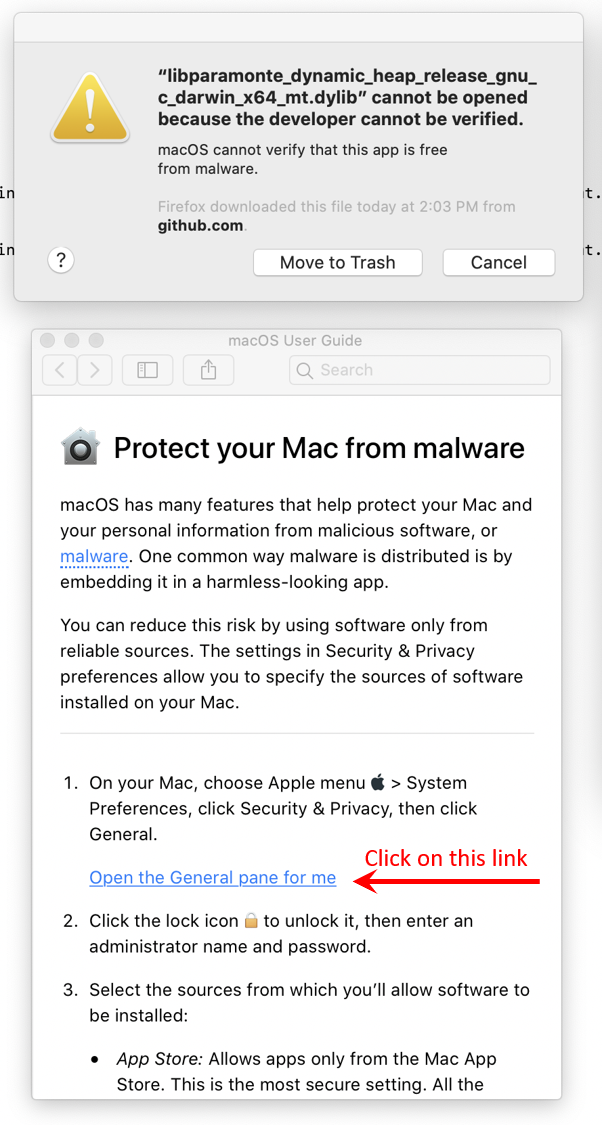 “libparamonte_dynamic_heap_release_gnu_
c_darwin_x64_mt.dylib” cannot be opened
because the developer cannot be verified.
macOS cannot verify that this app is free
from malware.
in
t.
Firefox downloaded this file today at 2:03 PM from
github.com.
in
t.
?
Move to Trash
Cancel
macOS User Guide
Search
Protect your Mac from malware
macOS has many features that help protect your Mac and
your personal information from malicious software, or
malware. One common way malware is distributed is by
embedding it in a harmless-looking app.
You can reduce this risk by using software only from
reliable sources. The settings in Security & Privacy
preferences allow you to specify the sources of software
installed on your Mac.
1. On your Mac, choose Apple menu > System
Preferences, click Security & Privacy, then click
General.
Click on this link
Open the General pane for me
2. Click the lock icon to unlock it, then enter an
administrator name and password.
3. Select the sources from which you’ll allow software to
be installed:
• App Store: Allows apps only from the Mac App
Store. This is the most secure setting. All the